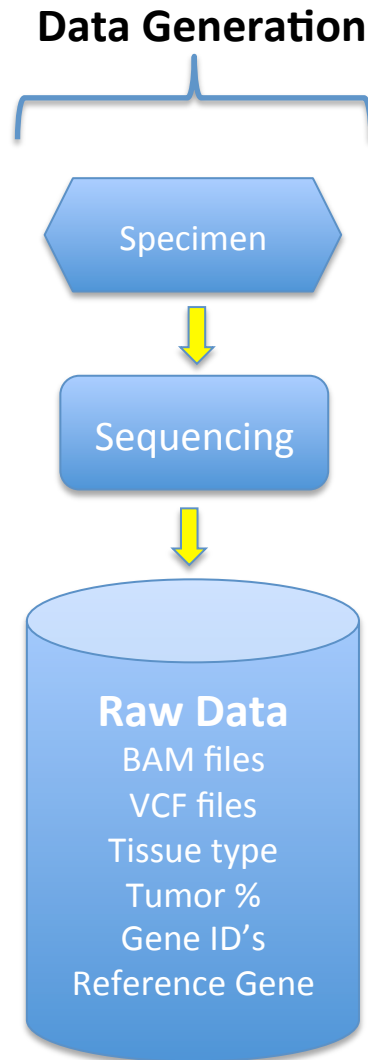 Data Generation
Specimen
Sequencing
Raw Data
BAM files
VCF files
Tissue type
Tumor %
Gene ID’s
Reference Gene